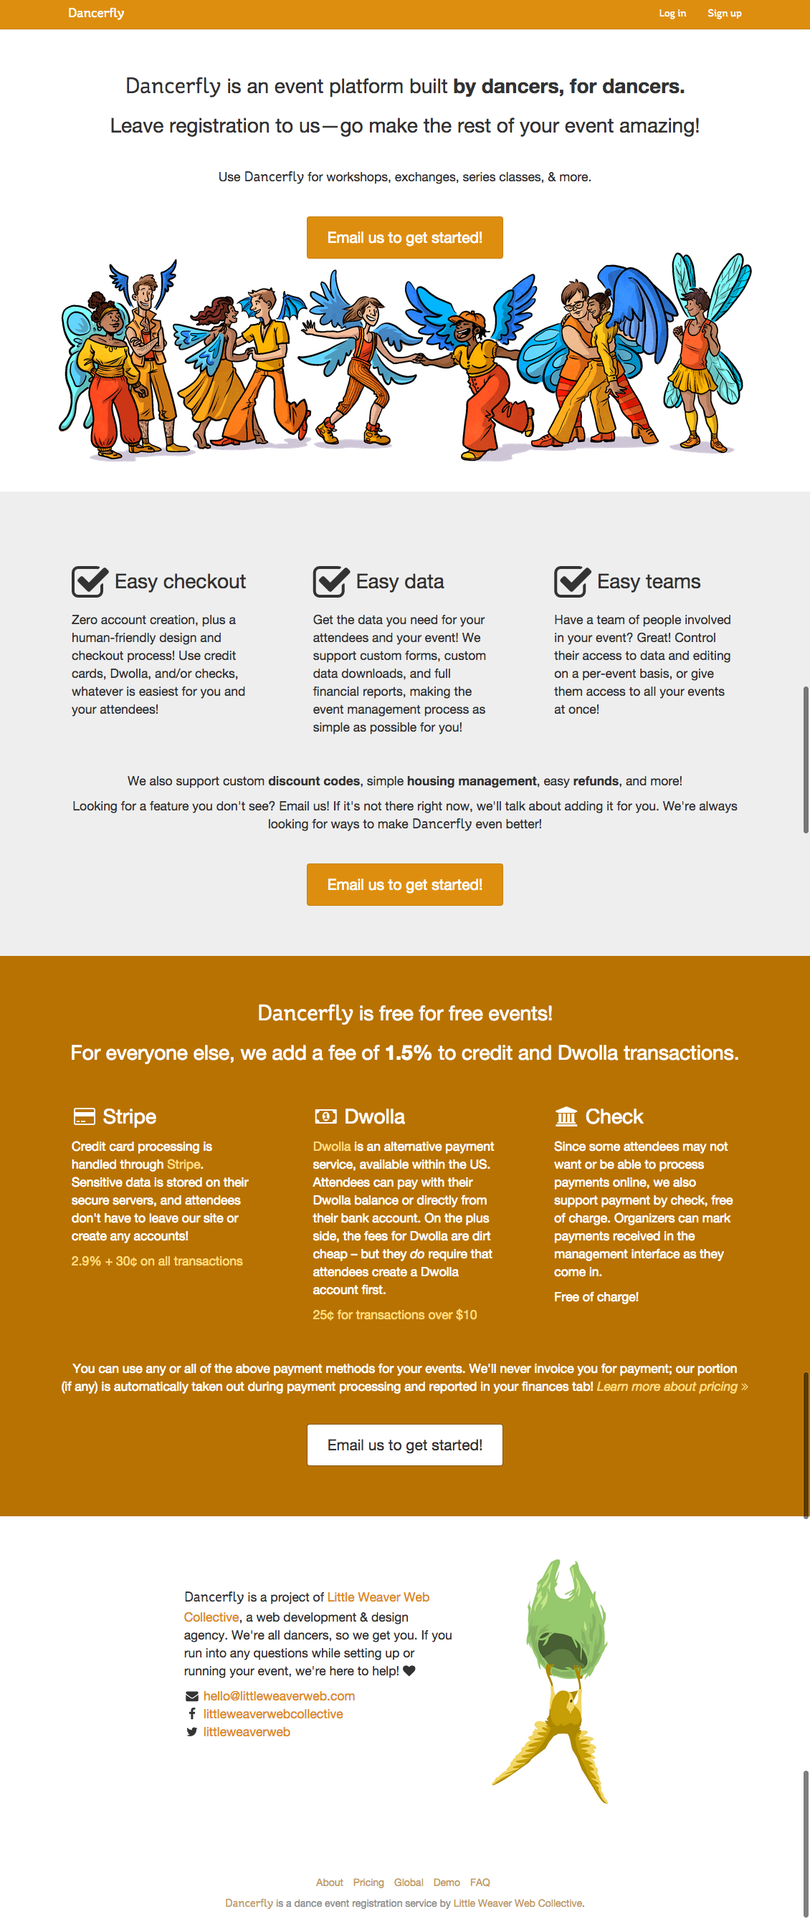 Dancerfly
Log in
Sign up
Dancerfly is an event platform built by dancers, for dancers.
Leave registration to us—go make the rest of your event amazing!
Use Dancerfly for workshops, exchanges, series classes, & more.
Email us to get started!
Easy checkout
Zero account creation, plus a
human-friendly design and
checkout process! Use credit
cards, Dwolla, and/or checks,
whatever is easiest for you and
your attendees!
Easy data
Get the data you need for your
attendees and your event! We
support custom forms, custom
data downloads, and full
financial reports, making the
event management process as
simple as possible for you!
Easy teams
Have a team of people involved
in your event? Great! Control
their access to data and editing
on a per-event basis, or give
them access to all your events
at once!
We also support custom discount codes, simple housing management, easy refunds, and more!
Looking for a feature you don't see? Email us! If it's not there right now, we'll talk about adding it for you. We're always
looking for ways to make Dancerfly even better!
Email us to get started!
Dancerfly is free for free events!
For everyone else, we add a fee of 1.5% to credit and Dwolla transactions.
Stripe
Credit card processing is
handled through Stripe.
Sensitive data is stored on their
secure servers, and attendees
don't have to leave our site or
create any accounts!
2.9% + 30¢ on all transactions
Dwolla
Dwolla is an alternative payment
service, available within the US.
Attendees can pay with their
Dwolla balance or directly from
their bank account. On the plus
side, the fees for Dwolla are dirt
cheap – but they do require that
attendees create a Dwolla
account first.
25¢ for transactions over $10
Check
Since some attendees may not
want or be able to process
payments online, we also
support payment by check, free
of charge. Organizers can mark
payments received in the
management interface as they
come in.
Free of charge!
You can use any or all of the above payment methods for your events. We'll never invoice you for payment; our portion
(if any) is automatically taken out during payment processing and reported in your finances tab! Learn more about pricing »
Email us to get started!
Dancerfly is a project of Little Weaver Web
Collective, a web development & design
agency. We're all dancers, so we get you. If you
run into any questions while setting up or
running your event, we're here to help! ♥
hello@littleweaverweb.com
littleweaverwebcollective
littleweaverweb
About Pricing Global Demo FAQ
Dancerfly is a dance event registration service by Little Weaver Web Collective.